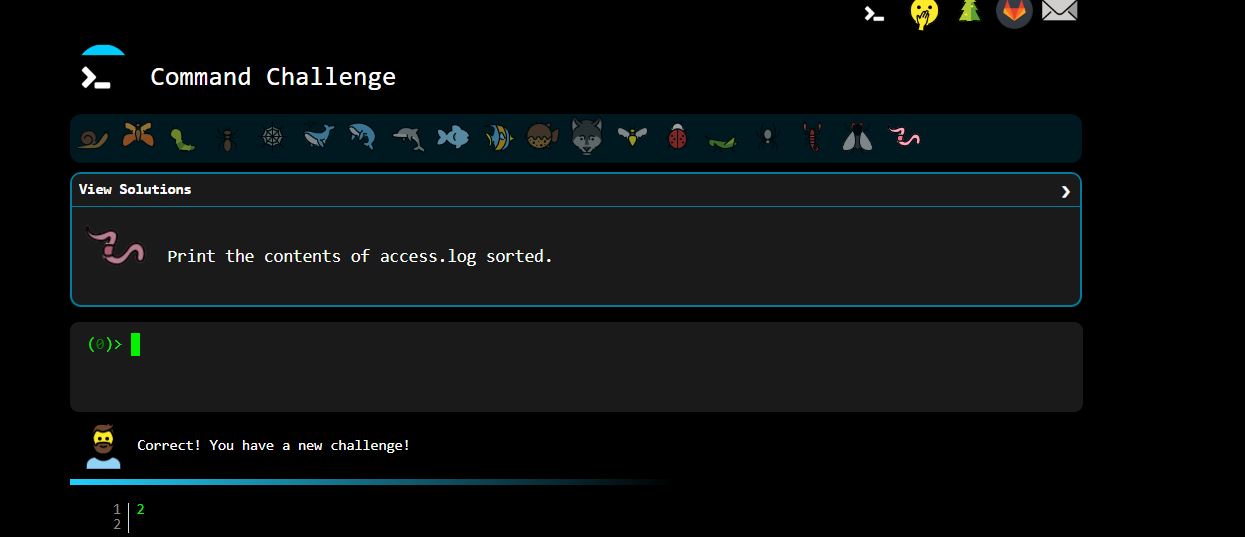 Command Challenge
View Solutions
Print the contents of access.log sorted.
(0)>
Correct! You have a new challenge!
1 2
2